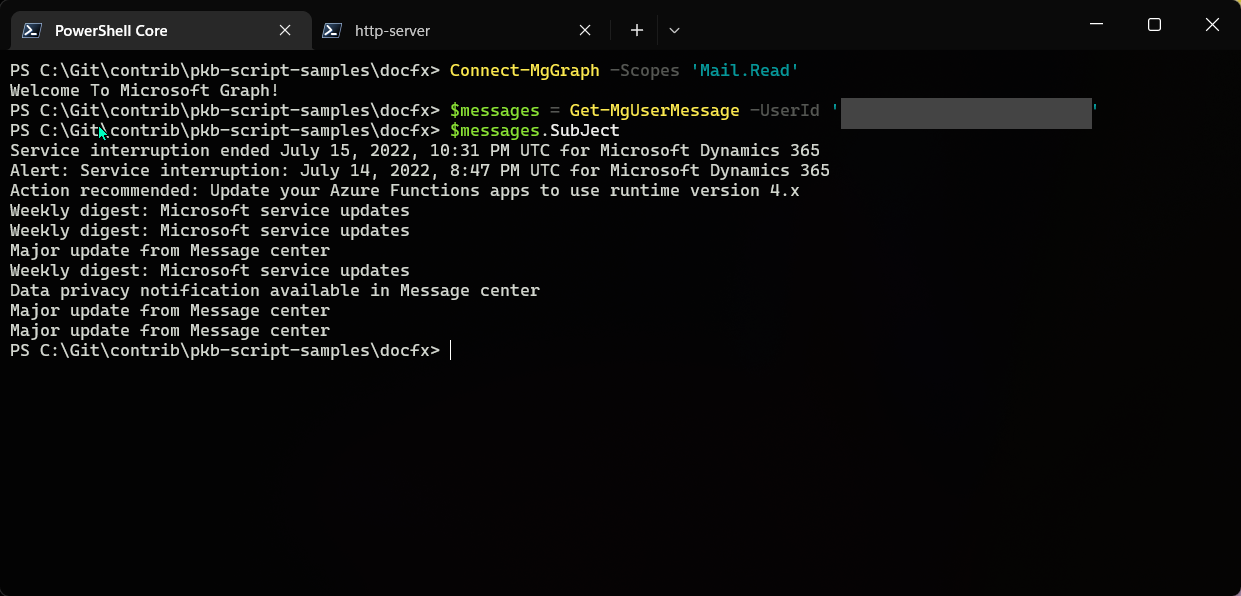 PowerShell Core
http-server
PS C:\Git\contrib\pkb-script-samples\docfx> Connect-MgGraph -Scopes 'Mail.Read'
Welcome To Microsoft Graph!
PS C:\Git\contrib\pkb-script-samples\docfx> $messages = Get-MgUserMessage -UserId ' '
PS C:\Git\contrib\pkb-script-samples\docfx> $messages.SubJect
Service interruption ended July 15, 2022, 10:31 PM UTC for Microsoft Dynamics 365
Alert: Service interruption: July 14, 2022, 8:47 PM UTC for Microsoft Dynamics 365
Action recommended: Update your Azure Functions apps to use runtime version 4.x
Weekly digest: Microsoft service updates
Weekly digest: Microsoft service updates
Major update from Message center
Weekly digest: Microsoft service updates
Data privacy notification available in Message center
Major update from Message center
Major update from Message center
PS C:\Git\contrib\pkb-script-samples\docfx>